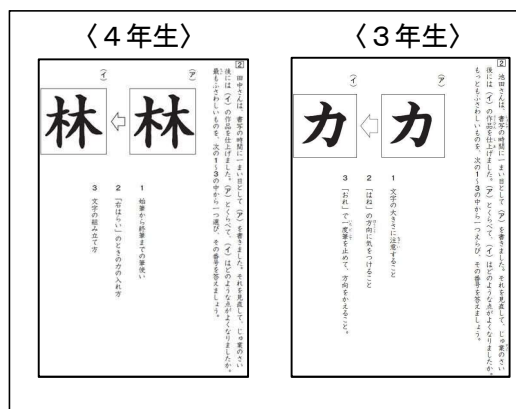 〈４年生〉
２ 田中さんは、書写の時間に一まい目として（ア）を書きました。それを見直して、じゅ業のさい
後には（イ）の作品を仕上げました。（ア）とくらべて、（イ）はどのような点がよくなりましたか。
最もふさわしいものを、次の１～３の中から一つ選び、その番号を答えましょう。
（ア）
林
（イ）
林
１ 始筆から終筆までの筆使い
２ 「右はらい」のときの力の入れ方
３ 文字の組み立て方
〈３年生〉
２ 池田さんは、書写の時間に一まい目として（ア）を書きました。それを見直して、じゅ業のさい
後には（イ）の作品を仕上げました。（ア）とくらべて、（イ）はどのような点がよくなりましたか。
もっともふさわしいものを、次の１～３の中から一つえらび、その番号を答えましょう。
（ア）
力
（イ）
力
１ 文字の大きさに注意すること
２ 「はね」の方向に気をつけること
３ 「おれ」で一度筆を止めて、方向をかえること。